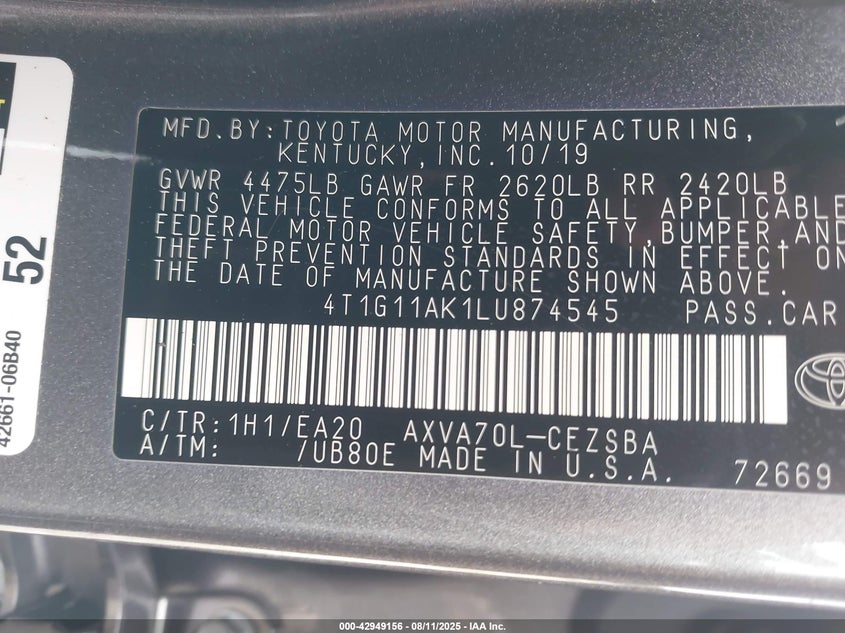 MFD.BY:TOYOTA MOTOR MANUFACTURING,
KENTUCKY,INC.10/19
GVWR 4475LB GAWR FR 2620LB RR 2420LB
THIS VEHICLE CONFORMS TO ALL APPLICABLE
FEDERAL MOTOR VEHICLE SAFETY,BUMPER,AND
THEFT PREVENTION STANDARDS IN EFFECT ON
THE DATE OF MANUFACTURE SHOWN ABOVE.
4T1G11AK1LU874545 PASS.CAR
C/TR:1H1/EA20 AXVA70L-CEZSBA
A/TM: /UB80E MADE IN U.S.A.
72669
52
42661-06B40
000-42949156 - 08/11/2025 - IAA Inc.